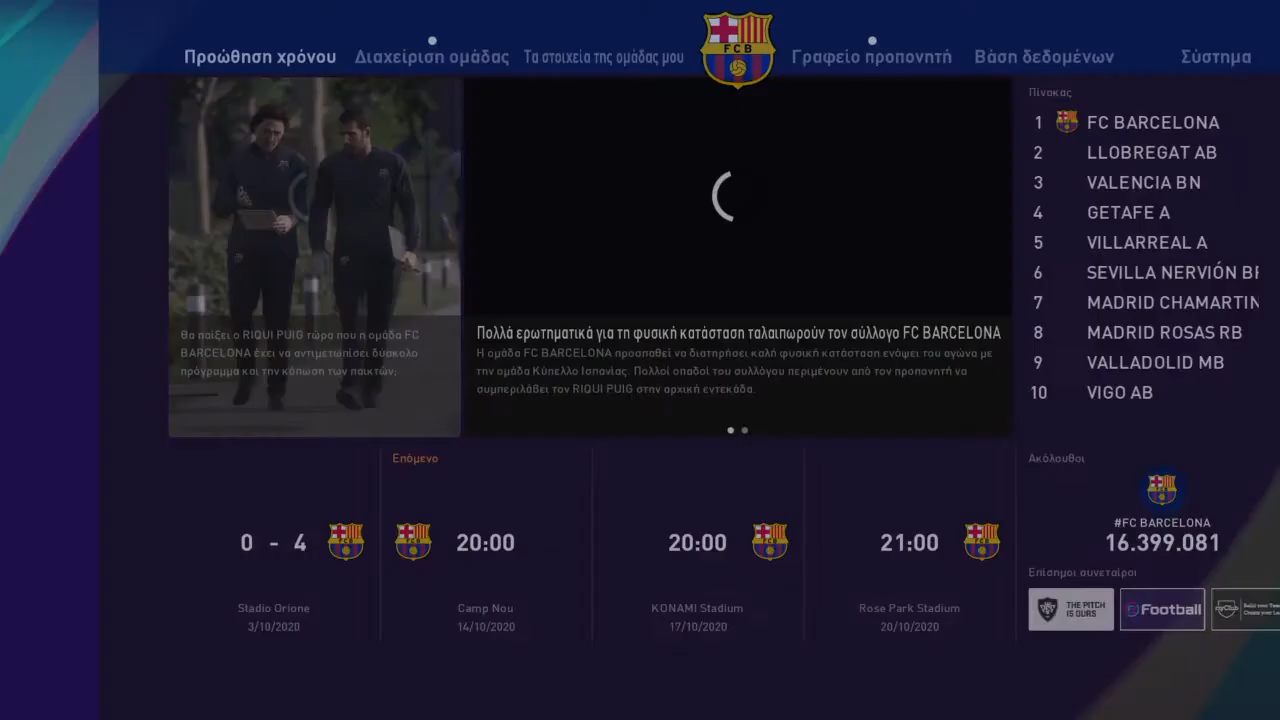 Προώθηση χρόνου
Διαχείριση ομάδας
Τα στοιχεία της ομάδας μου
FCB
Γραφείο προπονητή
Βάση δεδομένων
Σύστημα
Θα παίξει ο RIQUI PUIG τώρα που η ομάδα FC
BARCELONA έχει να αντιμετωπίσει δύσκολο
πρόγραμμα και την κόπωση των παικτών;
Πολλά ερωτηματικά για τη φυσική κατάσταση ταλαιπωρούν τον σύλλογο FC BARCELONA
Η ομάδα FC BARCELONA προσπαθεί να διατηρήσει καλή φυσική κατάσταση ενόψει του αγώνα με
την ομάδα Κύπελλο Ισπανίας. Πολλοί οπαδοί του συλλόγου περιμένουν από τον προπονητή να
συμπεριλάβει τον RIQUI PUIG στην αρχική εντεκάδα.
Πίνακας
1 FC BARCELONA
2 LLOBREGAT AB
3 VALENCIA BN
4 GETAFE A
5 VILLARREAL A
6 SEVILLA NERVIÓN
7 MADRID CHAMARTIN
8 MADRID ROSAS RB
9 VALLADOLID MB
10 VIGO AB
0 - 4
Stadio Orione
3/10/2020
Επόμενο
20:00
Camp Nou
14/10/2020
20:00
KONAMI Stadium
17/10/2020
21:00
Rose Park Stadium
20/10/2020
Ακόλουθοι
#FC BARCELONA
16.399.081
Επίσημοι συνεταίροι
THE PITCH
IS OURS
eFootball
myClub